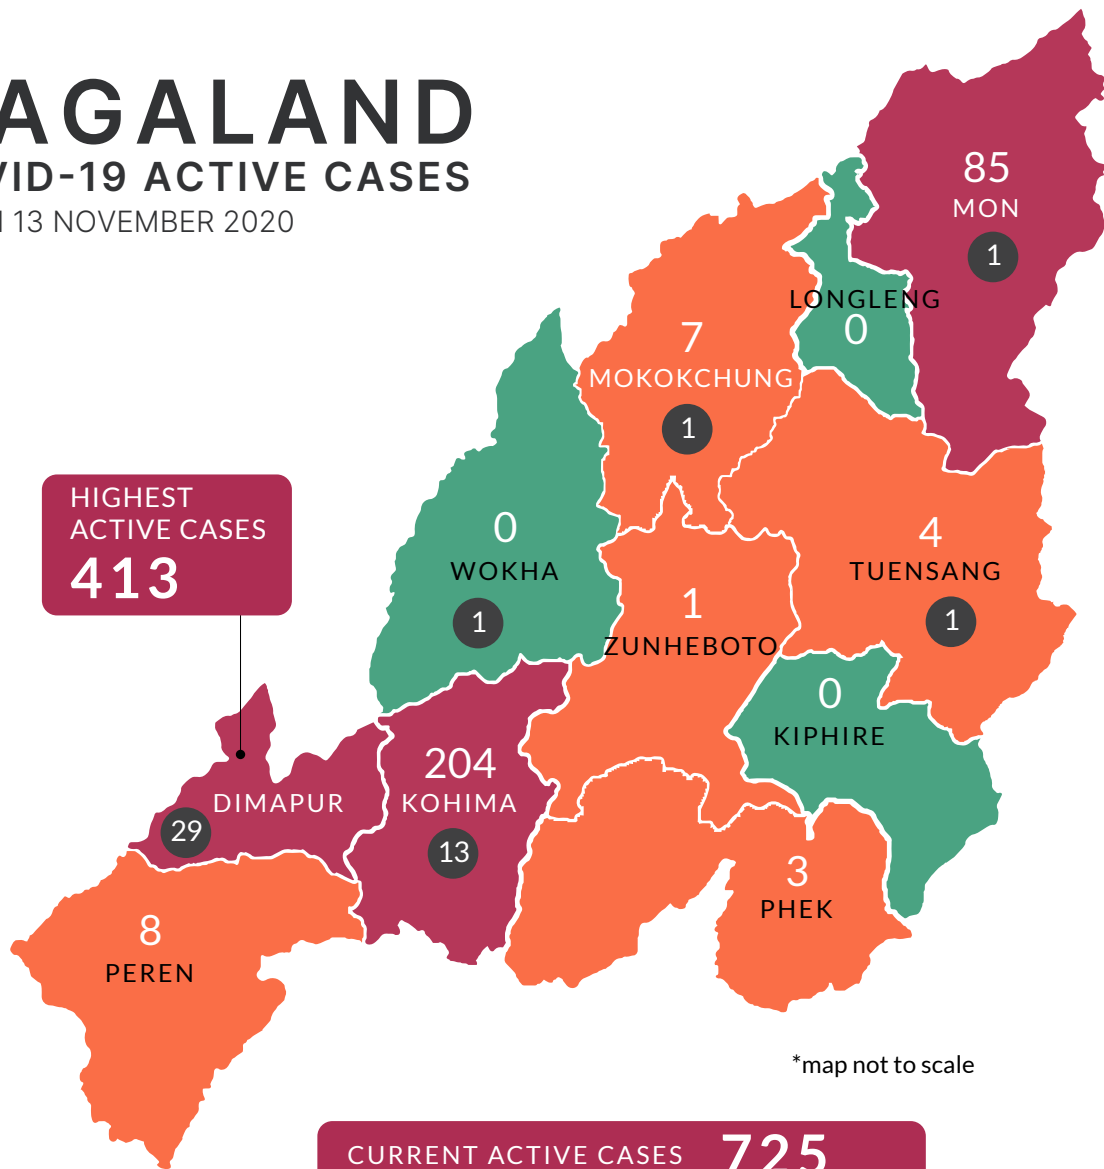 AGALAND
VID-19 ACTIVE CASES
13 NOVEMBER 2020
85
MON
1
LONGLENG
0
7
MOKOKCHUNG
1
HIGHEST
ACTIVE CASES
413
0
WOKHA
1
4
TUENSANG
1
1
ZUNHEBOTO
0
KIPHIRE
204
KOHIMA
13
DIMAPUR
29
3
PHEK
8
PEREN
*map not to scale
CURRENT ACTIVE CASES 725